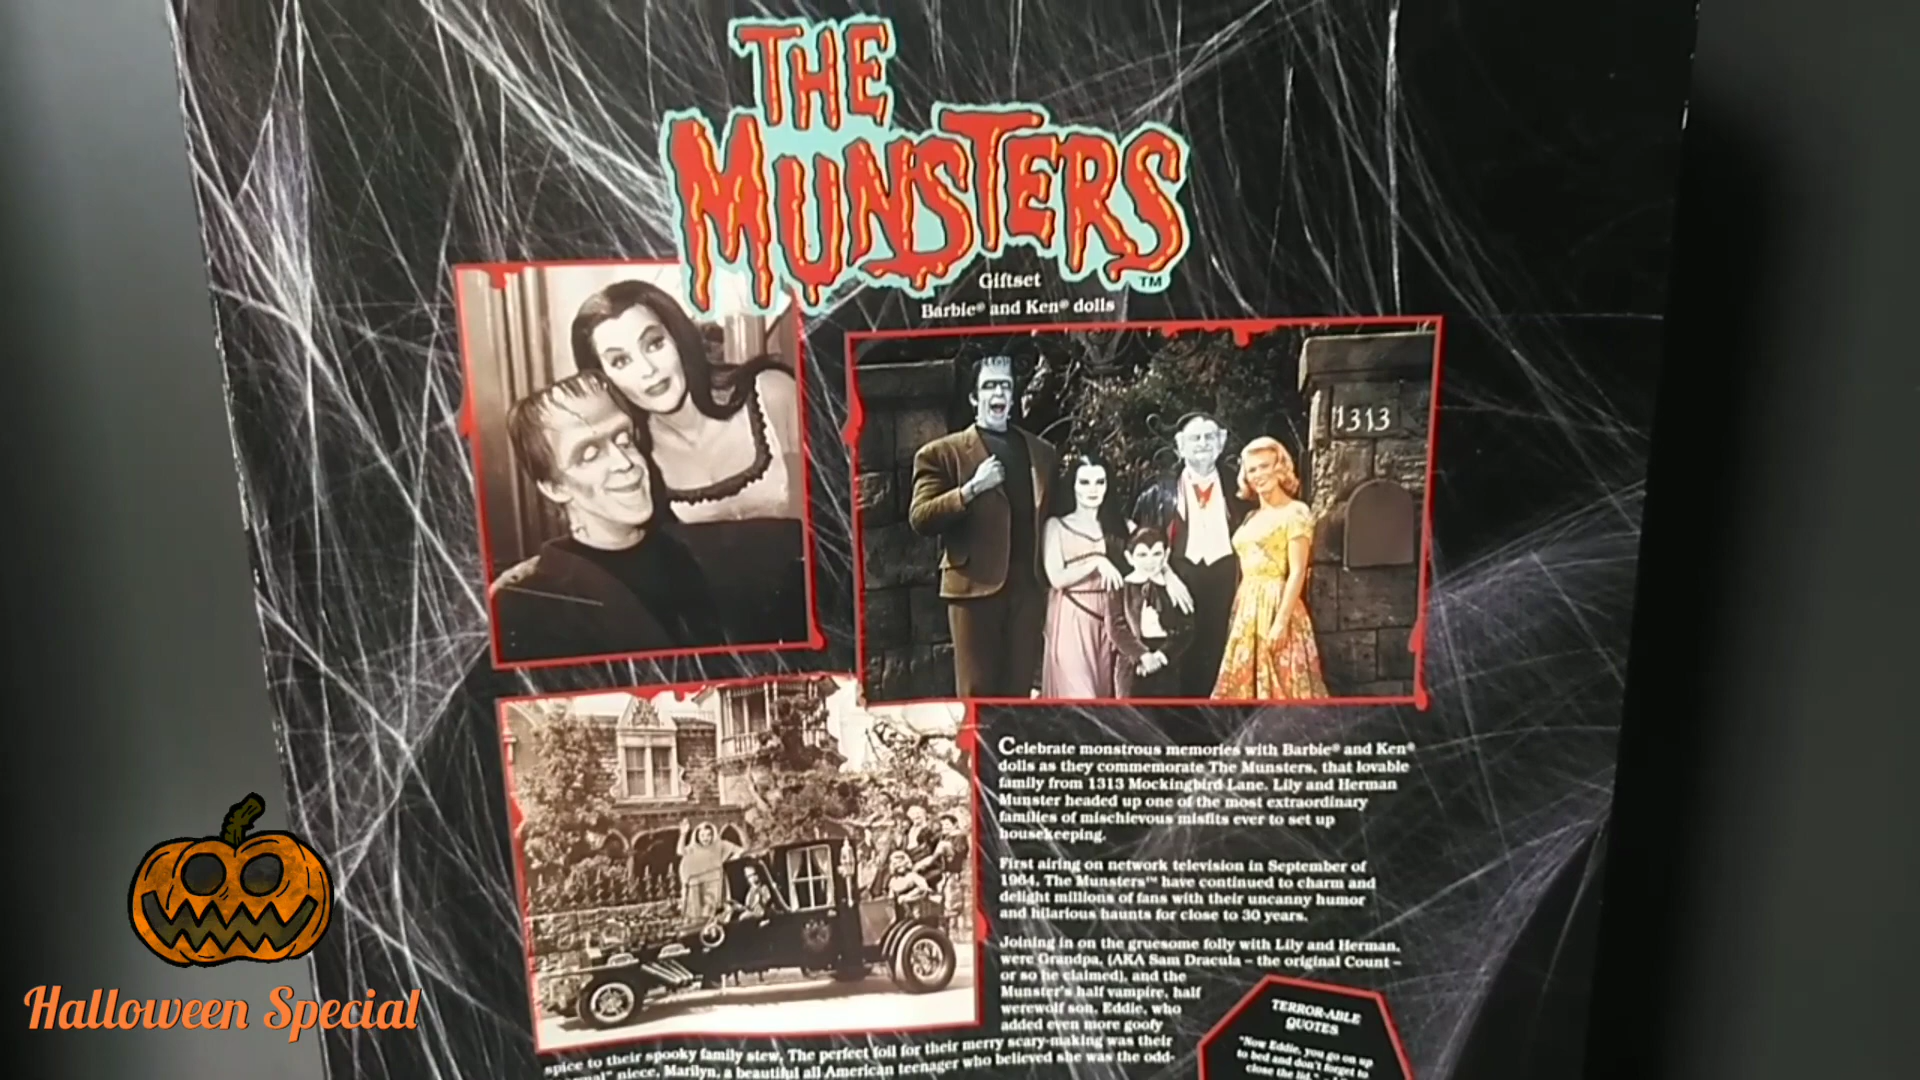 THE
MUNSTERS
TM
Giftset
Barbie® and Ken® dolls
1313
Celebrate monstrous memories with Barbie® and Ken®
dolls as they commemorate The Munsters, that lovable
family from 1313 Mockingbird Lane. Lily and Herman
Munster headed up one of the most extraordinary
families of mischievous misfits ever to set up
housekeeping.
First airing on network television in September of
1964, The Munsters™ have continued to charm and
delight millions of fans with their uncanny humor
and hilarious haunts for close to 30 years.
Joining in on the gruesome folly with Lily and Herman,
were Grandpa, (AKA Sam Dracula – the original Count –
or so he claimed), and the
Munster's half vampire, half
werewolf son, Eddie, who
added even more goofy
spice to their spooky family stew. The perfect foil for their merry scary-making was their
niece, Marilyn, a beautiful all American teenager who believed she was the odd-
TERROR-ABLE
QUOTES
"Now Eddie, you go on up
to bed and don't forget to
close the lid."
Halloween Special